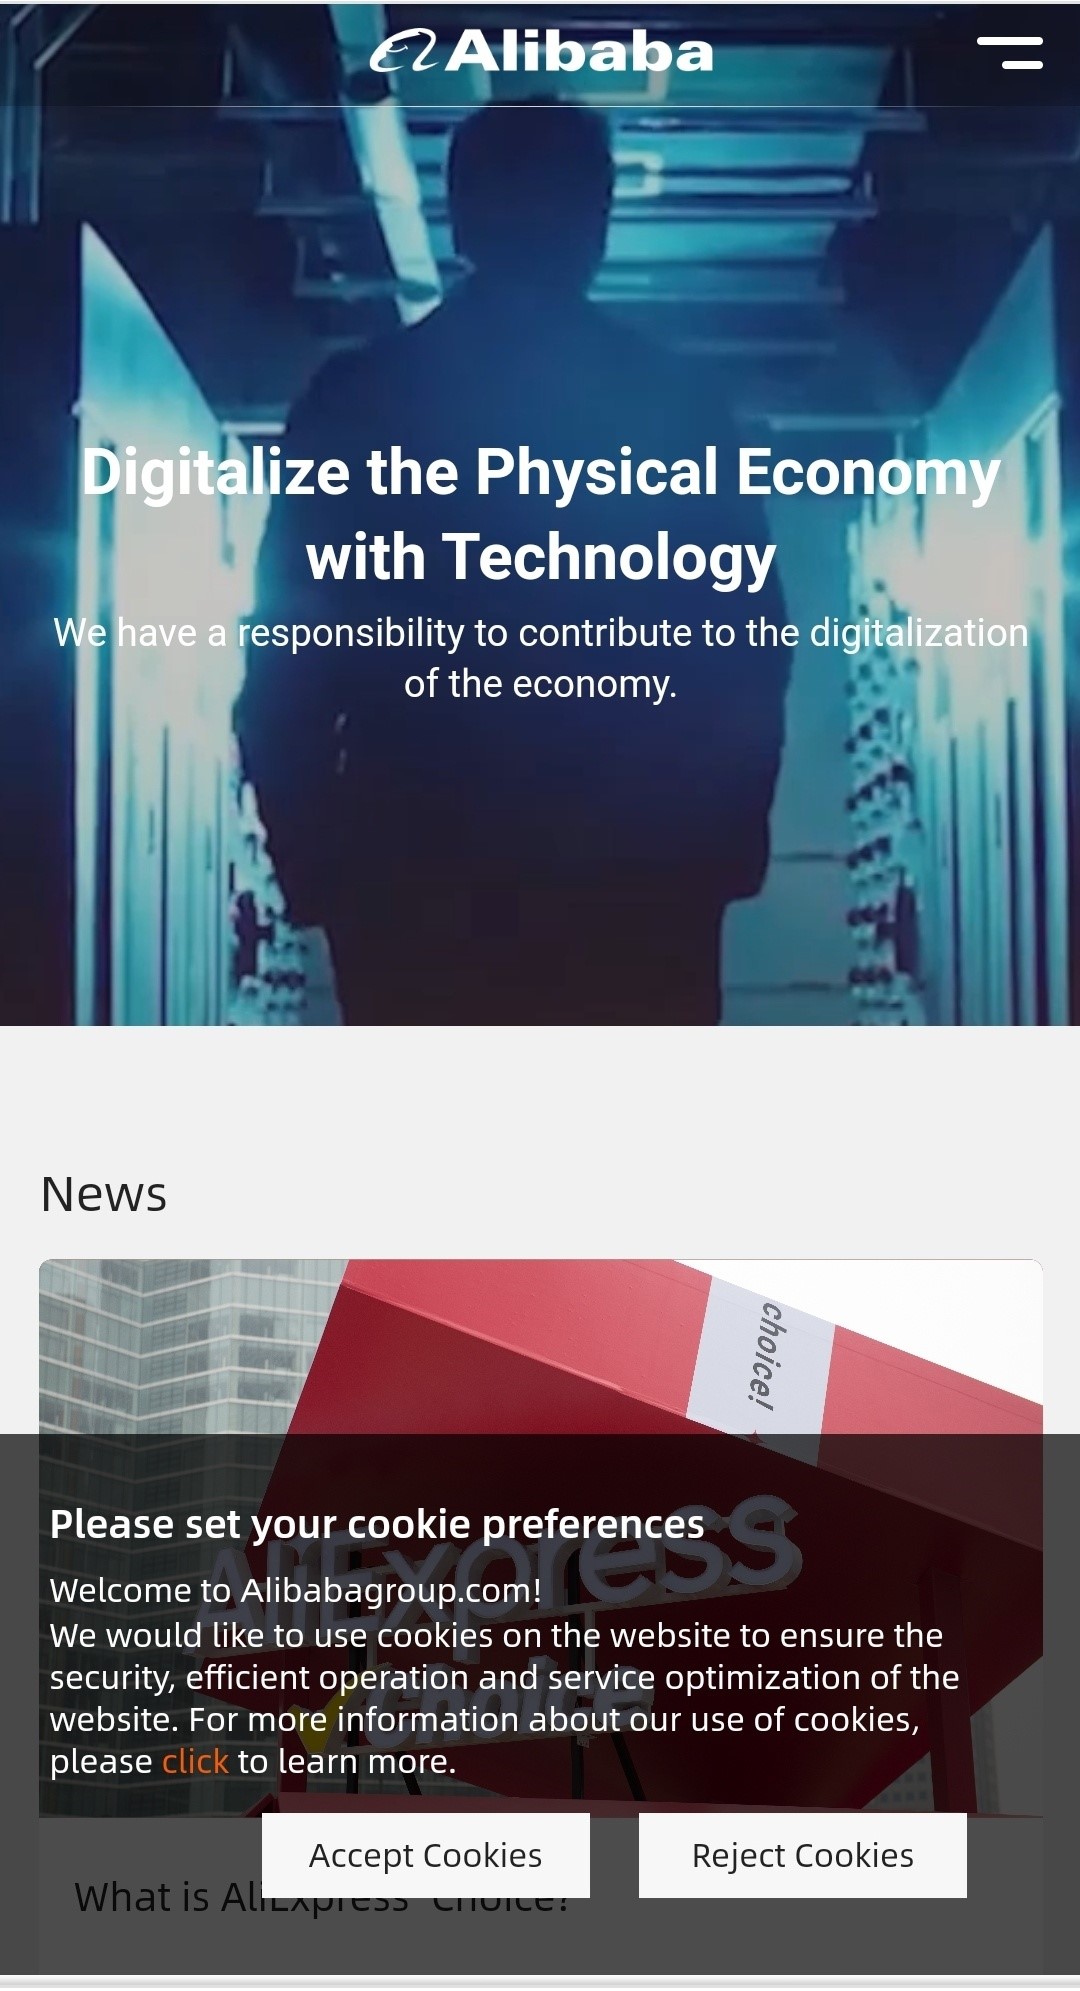 Alibaba
Digitalize the Physical Economy
with Technology
We have a responsibility to contribute to the digitalization
of the economy.
News
choice!
AliExpress
choice
Please set your cookie preferences
Welcome to Alibabagroup.com!
We would like to use cookies on the website to ensure the
security, efficient operation and service optimization of the
website. For more information about our use of cookies,
please click to learn more.
Accept Cookies
Reject Cookies
What is AliExpress "Choice?